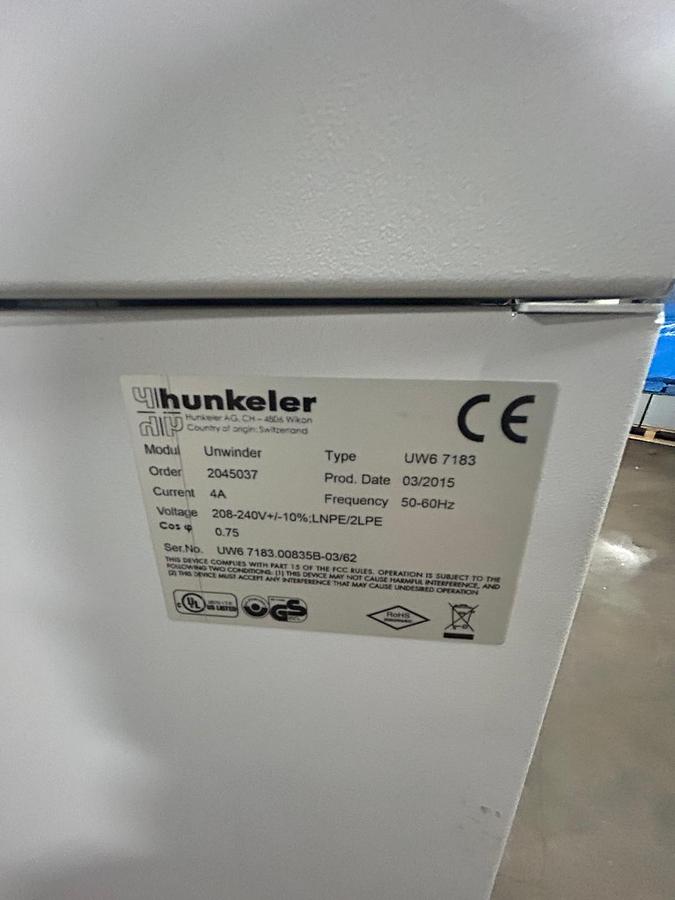 hunkeler
Hunkeler AG, CH - 4806 Wikon
Country of origin: Switzerland
CE
Modul Unwinder Type UW6 7183
Order 2045037 Prod. Date 03/2015
Current 4A Frequency 50-60Hz
Voltage 208-240V+/-10%;LNPE/2LPE
Cos φ 0.75
Ser.No. UW6 7183.00835B-03/62
THIS DEVICE COMPLIES WITH PART 15 OF THE FCC RULES. OPERATION IS SUBJECT TO THE
FOLLOWING TWO CONDITIONS: (1) THIS DEVICE MAY NOT CAUSE HARMFUL INTERFERENCE, AND
(2) THIS DEVICE MUST ACCEPT ANY INTERFERENCE THAT MAY CAUSE UNDESIRED OPERATION
c UL US LISTED GS RoHS